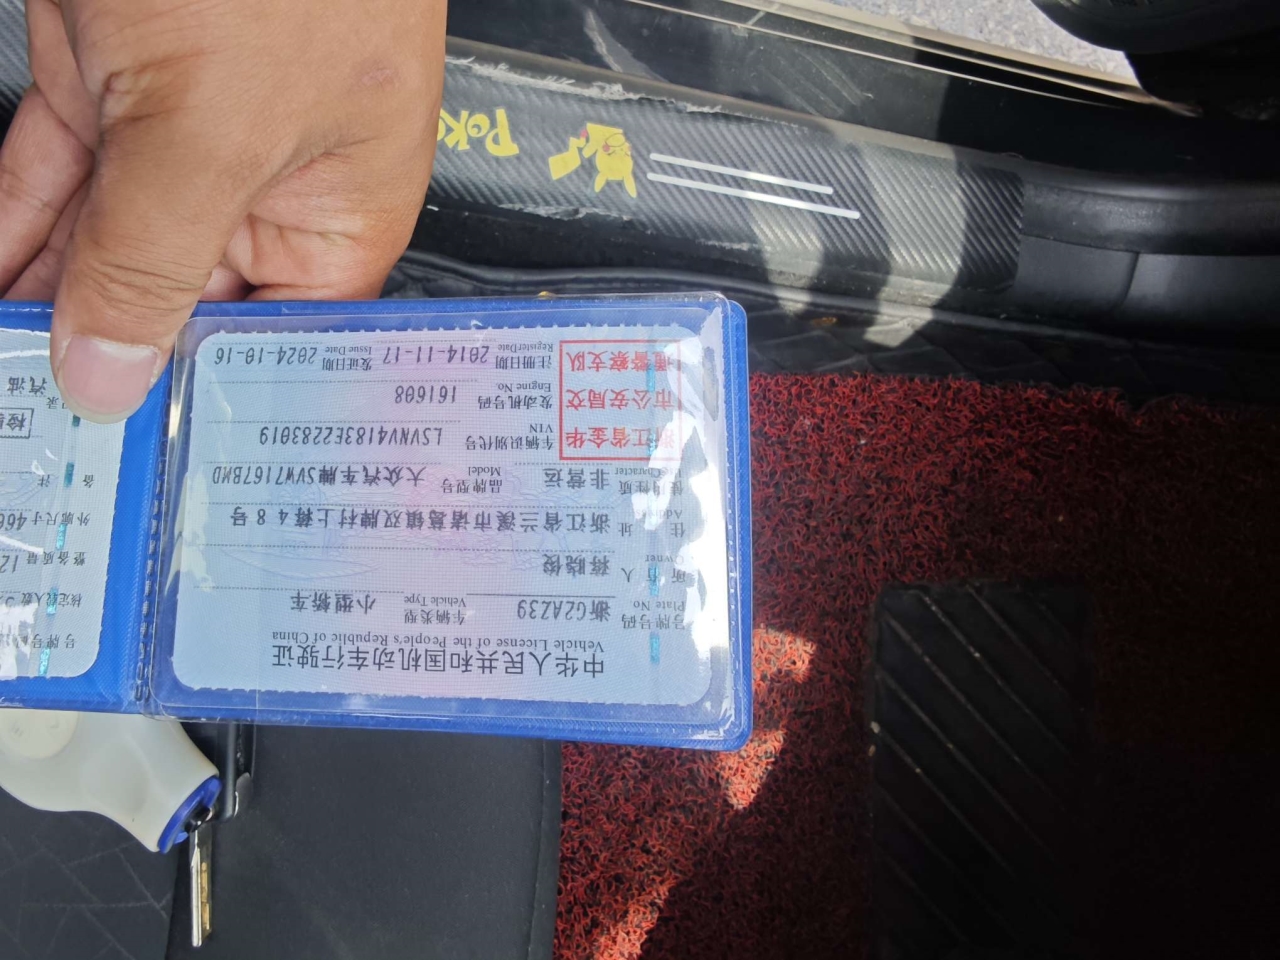 中华人民共和国机动车行驶证
Vehicle License of the People's Republic of China
号牌号码 浙G2AZ39 车辆类型 小型轿车
Plate No. Vehicle Type
所有人 蒋晓俊
Owner
住址 浙江省兰溪市诸葛镇双牌村上蒋48号
Address
使用性质 非营运 品牌型号 大众汽车牌SVW7167BMD
Use Character Model
浙江省金华
市公安局交
通警察支队
车辆识别代号 LSVNV4183E2283019
VIN
发动机号码 161608
Engine No.
注册日期 2014-11-17 发证日期 2024-10-16
Register Date Issue Date
号牌号码
核定载人数
整备质量 12
外廓尺寸 466
备注
汽油